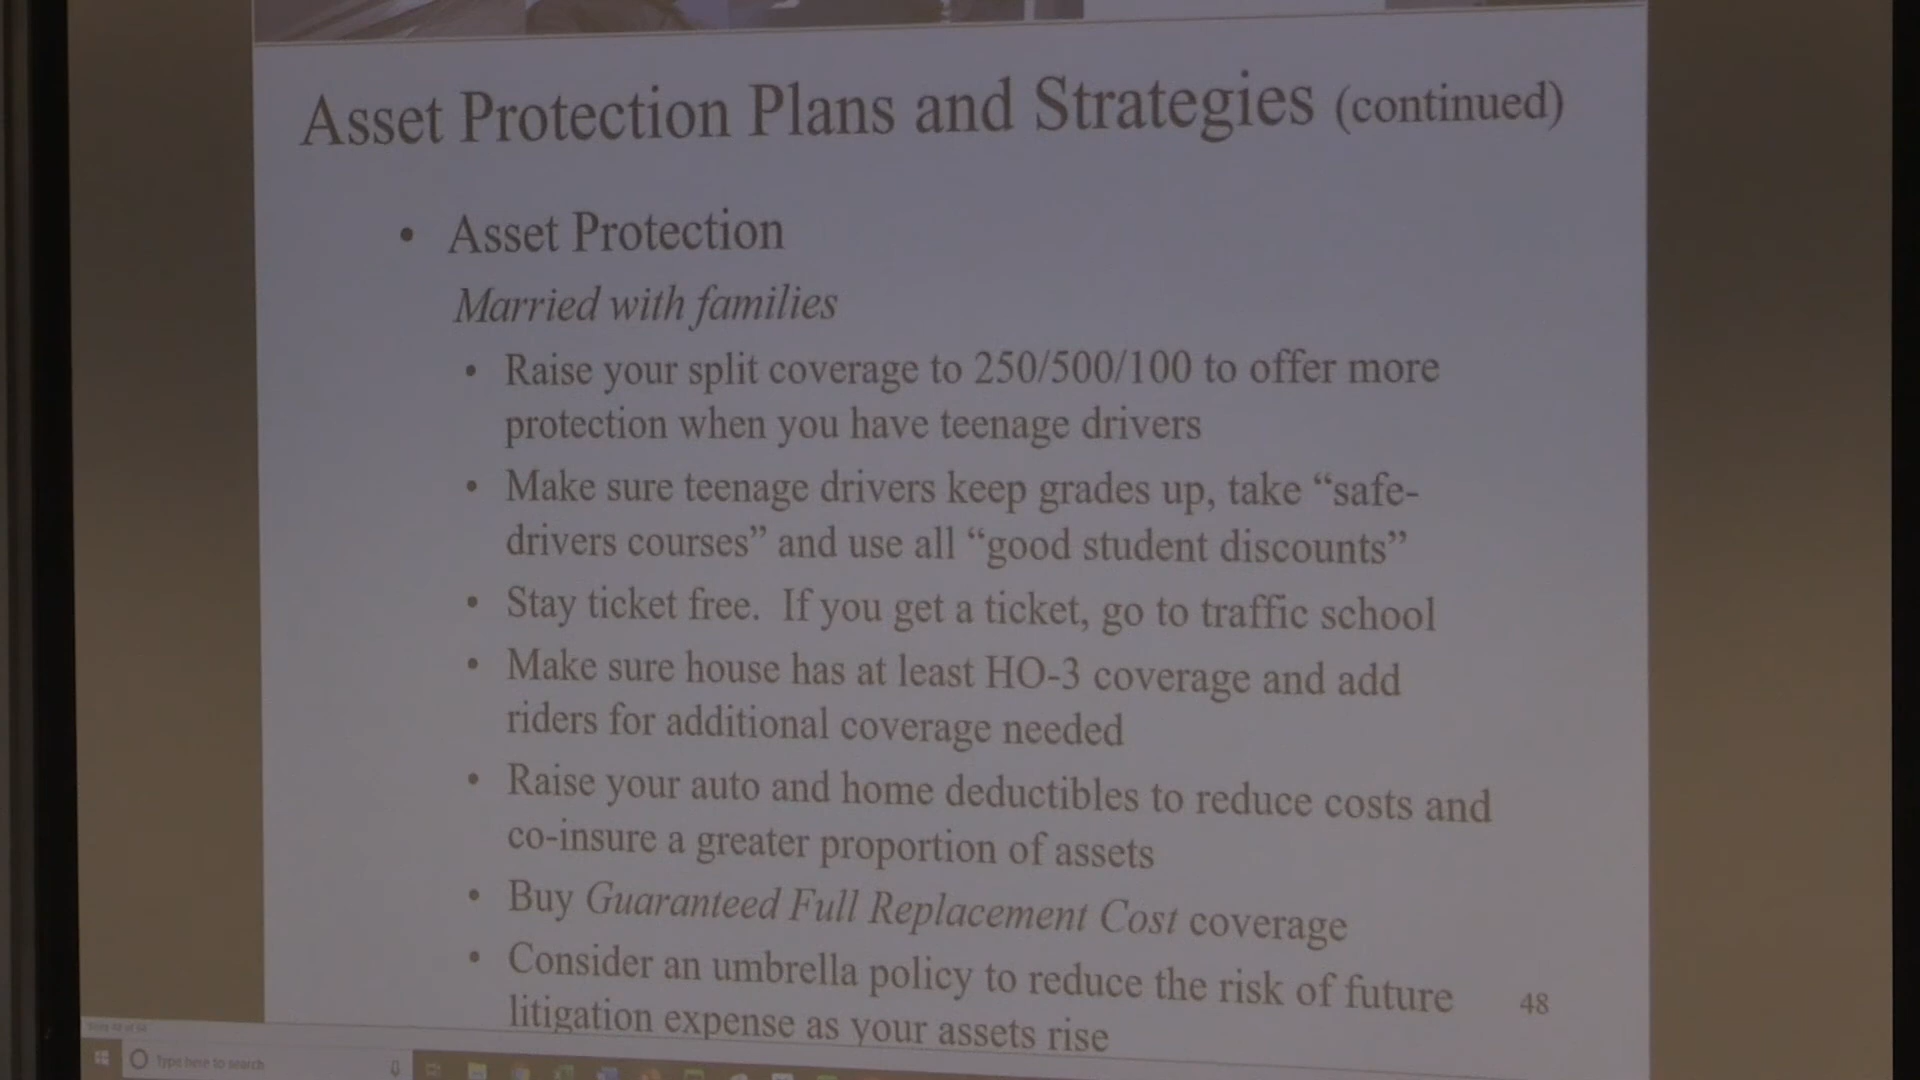 Asset Protection Plans and Strategies (continued)
• Asset Protection
Married with families
• Raise your split coverage to 250/500/100 to offer more
protection when you have teenage drivers
• Make sure teenage drivers keep grades up, take “safe-
drivers courses” and use all “good student discounts”
• Stay ticket free. If you get a ticket, go to traffic school
• Make sure house has at least HO-3 coverage and add
riders for additional coverage needed
• Raise your auto and home deductibles to reduce costs and
co-insure a greater proportion of assets
• Buy Guaranteed Full Replacement Cost coverage
• Consider an umbrella policy to reduce the risk of future
litigation expense as your assets rise
48
Type here to search